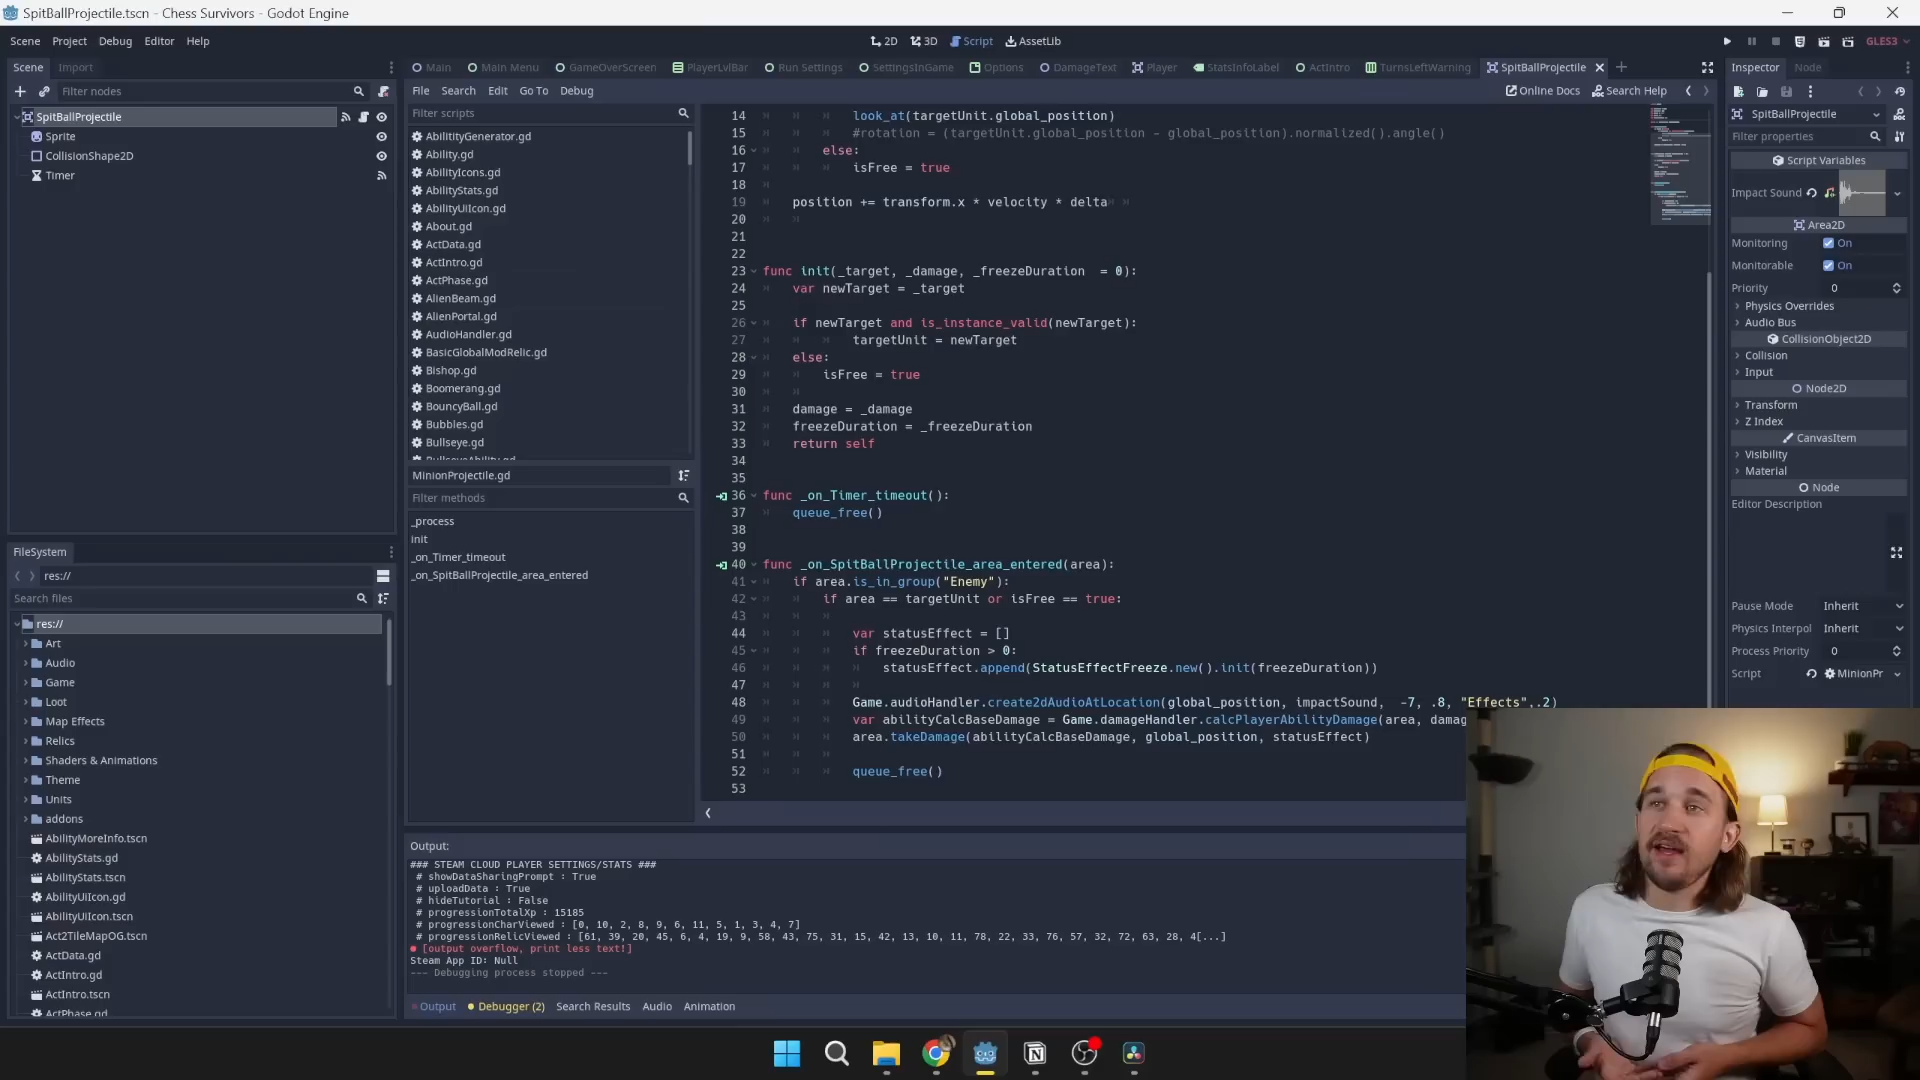 SpitBallProjectile.tscn - Chess Survivors - Godot Engine
Scene Project Debug Editor Help
2D 3D Script AssetLib
GLES3
Scene Import
Main Main Menu GameOverScreen PlayerLvlBar Run Settings SettingsInGame Options DamageText Player StatsInfoLabel ActIntro TurnsLeftWarning SpitBallProjectile
Inspector Node
Filter nodes
SpitBallProjectile
Sprite
CollisionShape2D
Timer
FileSystem
res://
Search files
res://
Art
Audio
Game
Loot
Map Effects
Relics
Shaders & Animations
Theme
Units
addons
AbilityMoreInfo.tscn
AbilityStats.gd
AbilityStats.tscn
AbilityUiIcon.gd
AbilityUiIcon.tscn
Act2TileMapOG.tscn
ActData.gd
ActIntro.gd
ActIntro.tscn
ActPhase.gd
File Search Edit Go To Debug
Online Docs Search Help
Filter scripts
AbilitityGenerator.gd
Ability.gd
AbilityIcons.gd
AbilityStats.gd
AbilityUiIcon.gd
About.gd
ActData.gd
ActIntro.gd
ActPhase.gd
AlienBeam.gd
AlienPortal.gd
AudioHandler.gd
BasicGlobalModRelic.gd
Bishop.gd
Boomerang.gd
BouncyBall.gd
Bubbles.gd
Bullseye.gd
BullseyeAbility.gd
MinionProjectile.gd
Filter methods
_process
init
_on_Timer_timeout
_on_SpitBallProjectile_area_entered
14 look_at(targetUnit.global_position)
15 #rotation = (targetUnit.global_position - global_position).normalized().angle()
16 else:
17 isFree = true
18
19 position += transform.x * velocity * delta
20
21
22
23 func init(_target, _damage, _freezeDuration = 0):
24 var newTarget = _target
25
26 if newTarget and is_instance_valid(newTarget):
27 targetUnit = newTarget
28 else:
29 isFree = true
30
31 damage = _damage
32 freezeDuration = _freezeDuration
33 return self
34
35
36 func _on_Timer_timeout():
37 queue_free()
38
39
40 func _on_SpitBallProjectile_area_entered(area):
41 if area.is_in_group("Enemy"):
42 if area == targetUnit or isFree == true:
43
44 var statusEffect = []
45 if freezeDuration > 0:
46 statusEffect.append(StatusEffectFreeze.new().init(freezeDuration))
47
48 Game.audioHandler.create2dAudioAtLocation(global_position, impactSound, -7, .8, "Effects",.2)
49 var abilityCalcBaseDamage = Game.damageHandler.calcPlayerAbilityDamage(area, damag
50 area.takeDamage(abilityCalcBaseDamage, global_position, statusEffect)
51
52 queue_free()
53
Output:
### STEAM CLOUD PLAYER SETTINGS/STATS ###
# showDataSharingPrompt : True
# uploadData : True
# hideTutorial : False
# progressionTotalXp : 15185
# progressionCharViewed : [0, 10, 2, 8, 9, 6, 11, 5, 1, 3, 4, 7]
# progressionRelicViewed : [61, 39, 20, 45, 6, 4, 19, 9, 58, 43, 75, 31, 15, 42, 13, 10, 11, 78, 22, 33, 76, 57, 32, 72, 63, 28, 4[...]
[output overflow, print less text!]
Steam App ID: Null
--- Debugging process stopped ---
Output Debugger (2) Search Results Audio Animation
SpitBallProjectile
Filter properties
Script Variables
Impact Sound
Area2D
Monitoring On
Monitorable On
Priority 0
Physics Overrides
Audio Bus
CollisionObject2D
Collision
Input
Node2D
Transform
Z Index
CanvasItem
Visibility
Material
Node
Editor Description
Pause Mode Inherit
Physics Interpol Inherit
Process Priority 0
Script MinionPr